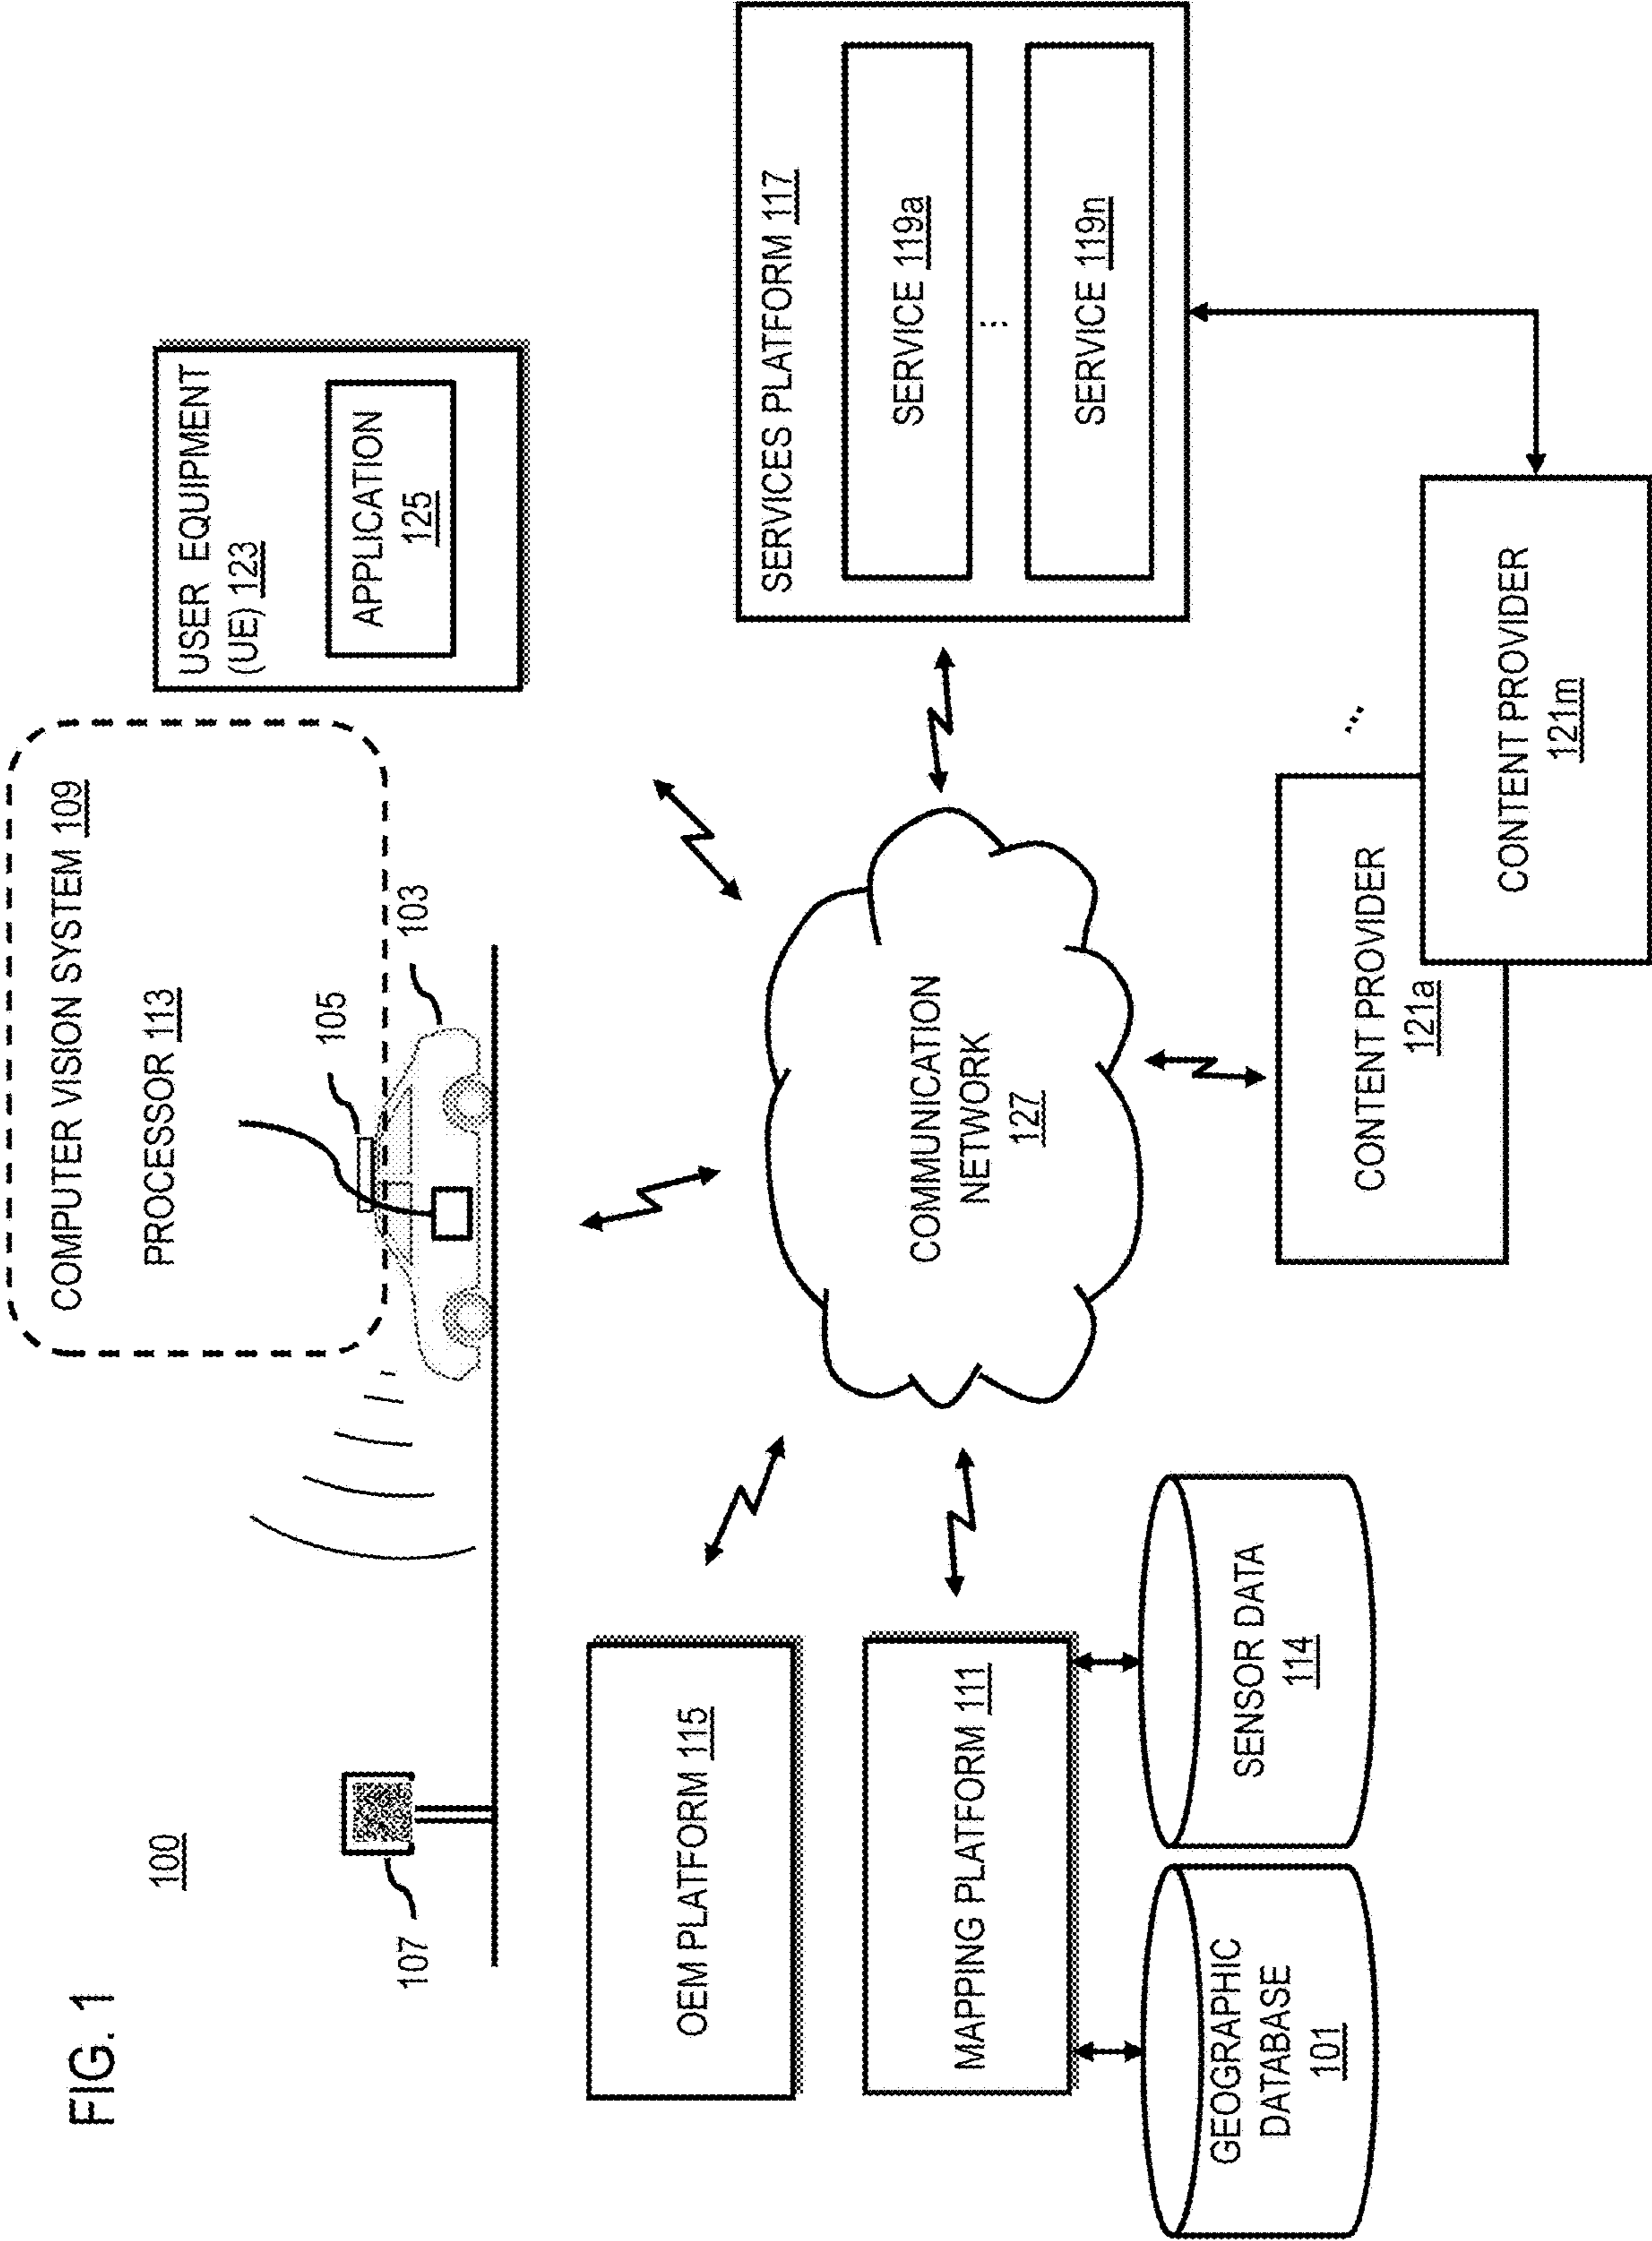 FIG. 1
100
COMPUTER VISION SYSTEM 109
PROCESSOR 113
105
103
107
USER EQUIPMENT
(UE) 123
APPLICATION
125
OEM PLATFORM 115
MAPPING PLATFORM 111
GEOGRAPHIC
DATABASE
101
SENSOR DATA
114
COMMUNICATION
NETWORK
127
SERVICES PLATFORM 117
SERVICE 119a
...
SERVICE 119n
CONTENT PROVIDER
121a
...
CONTENT PROVIDER
121m